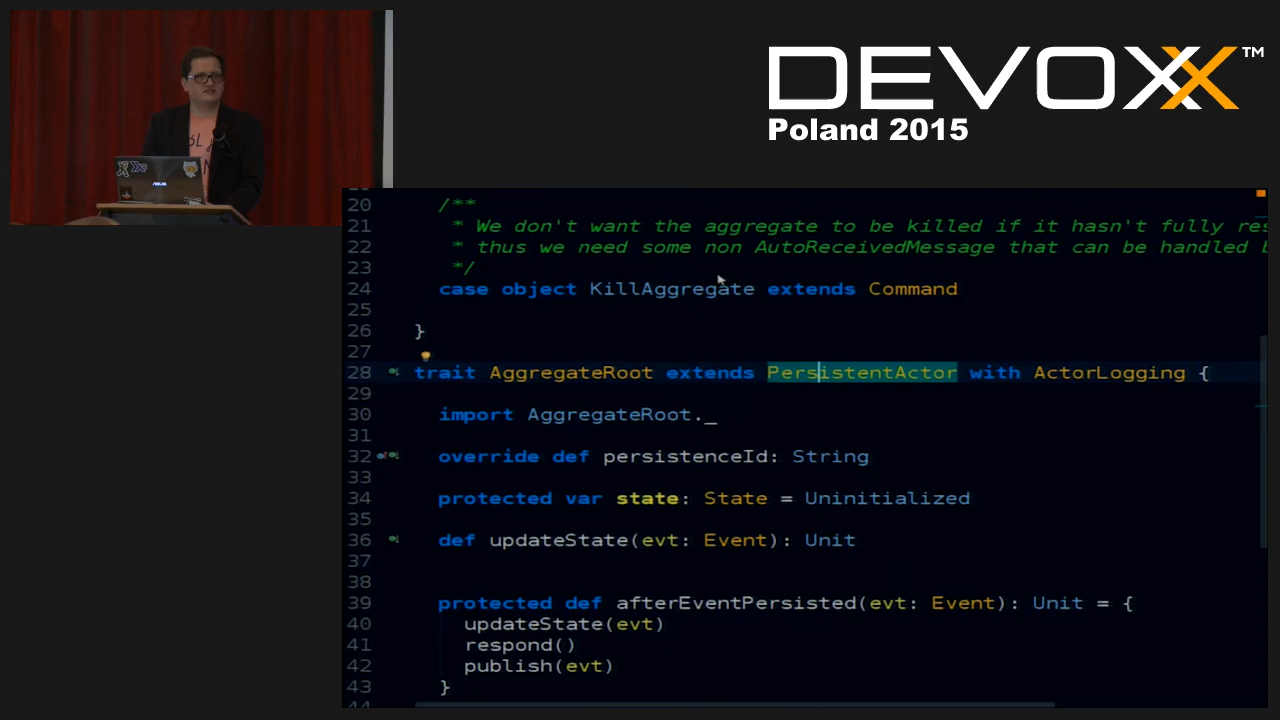 DEVOXX™
Poland 2015
20 /**
21 * We don't want the aggregate to be killed if it hasn't fully res
22 * thus we need some non AutoReceivedMessage that can be handled b
23 */
24 case object KillAggregate extends Command
25
26 }
27
28 trait AggregateRoot extends PersistentActor with ActorLogging {
29
30 import AggregateRoot._
31
32 override def persistenceId: String
33
34 protected var state: State = Uninitialized
35
36 def updateState(evt: Event): Unit
37
38
39 protected def afterEventPersisted(evt: Event): Unit = {
40 updateState(evt)
41 respond()
42 publish(evt)
43 }
44